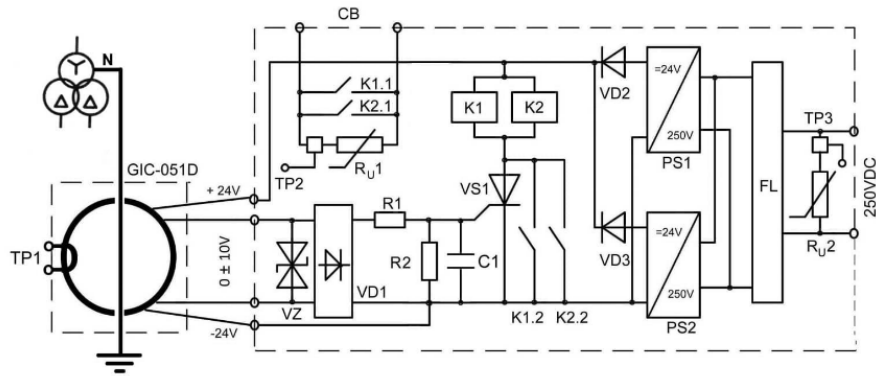 CB
N
K1.1
K2.1
K1
K2
VD2
=24V
250V
PS1
TP3
GIC-051D
TP2
RU1
+ 24V
VS1
FL
250VDC
R1
TP1
0 ± 10V
R2
C1
VD3
=24V
250V
RU2
VZ
VD1
-24V
K1.2
K2.2
PS2